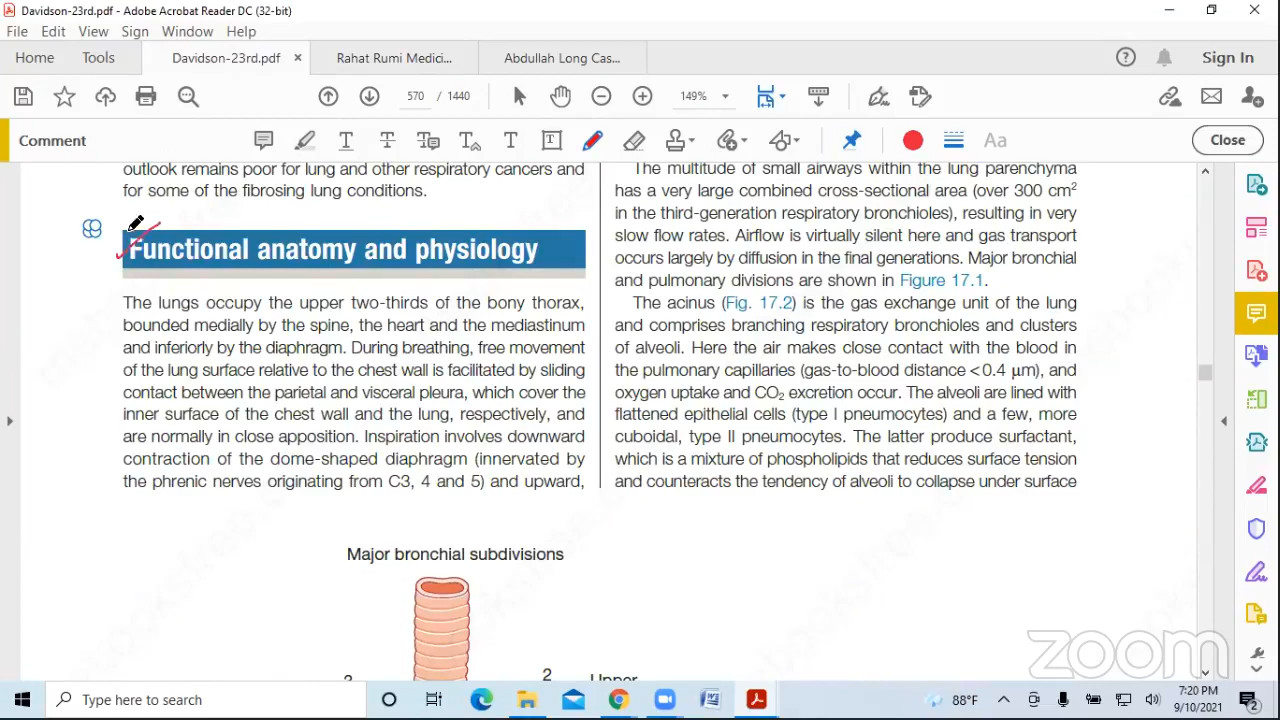 Davidson-23rd.pdf - Adobe Acrobat Reader DC (32-bit)
File Edit View Sign Window Help
Home Tools Davidson-23rd.pdf × Rahat Rumi Medici... Abdullah Long Cas... Sign In
570 / 1440 149%
Comment T T T T T Aa Close
outlook remains poor for lung and other respiratory cancers and
for some of the fibrosing lung conditions.
Functional anatomy and physiology
The lungs occupy the upper two-thirds of the bony thorax,
bounded medially by the spine, the heart and the mediastinum
and inferiorly by the diaphragm. During breathing, free movement
of the lung surface relative to the chest wall is facilitated by sliding
contact between the parietal and visceral pleura, which cover the
inner surface of the chest wall and the lung, respectively, and
are normally in close apposition. Inspiration involves downward
contraction of the dome-shaped diaphragm (innervated by
the phrenic nerves originating from C3, 4 and 5) and upward,
The multitude of small airways within the lung parenchyma
has a very large combined cross-sectional area (over 300 cm²
in the third-generation respiratory bronchioles), resulting in very
slow flow rates. Airflow is virtually silent here and gas transport
occurs largely by diffusion in the final generations. Major bronchial
and pulmonary divisions are shown in Figure 17.1.
The acinus (Fig. 17.2) is the gas exchange unit of the lung
and comprises branching respiratory bronchioles and clusters
of alveoli. Here the air makes close contact with the blood in
the pulmonary capillaries (gas-to-blood distance < 0.4 μm), and
oxygen uptake and CO₂ excretion occur. The alveoli are lined with
flattened epithelial cells (type I pneumocytes) and a few, more
cuboidal, type II pneumocytes. The latter produce surfactant,
which is a mixture of phospholipids that reduces surface tension
and counteracts the tendency of alveoli to collapse under surface
Major bronchial subdivisions
2 Upper
zoom
Type here to search
88°F
7:20 PM
9/10/2021
2